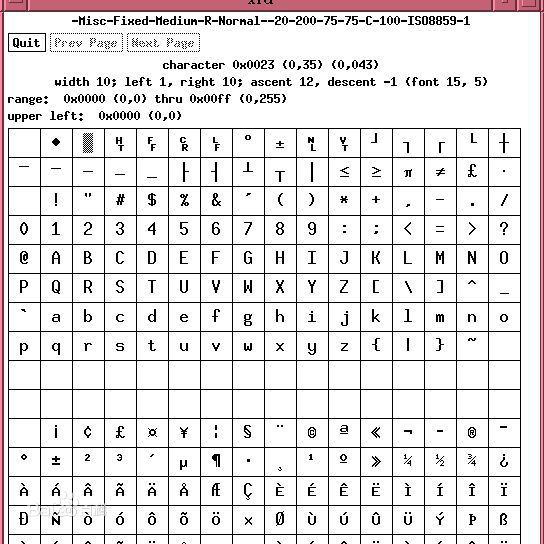 xfd
-Misc-Fixed-Medium-R-Normal--20-200-75-75-C-100-ISO8859-1
Quit Prev Page Next Page
character 0x0023 (0,35) (0,043)
width 10; left 1, right 10; ascent 12, descent -1 (font 15, 5)
range: 0x0000 (0,0) thru 0x00ff (0,255)
upper left: 0x0000 (0,0)
◆ ▒ ␉ ␌ ␍ ␊ ° ± ␤ ␋ ┘ ┐ ┌ └ ┼
⎺ ⎻ ─ ⎼ ⎽ ├ ┤ ┴ ┬ │ ≤ ≥ π ≠ £ ·
! " # $ % & ' ( ) * + , - . /
0 1 2 3 4 5 6 7 8 9 : ; < = > ?
@ A B C D E F G H I J K L M N O
P Q R S T U V W X Y Z [ \ ] ^ _
` a b c d e f g h i j k l m n o
p q r s t u v w x y z { | } ~
¡ ¢ £ ¤ ¥ ¦ § ¨ © ª « ¬ - ® ¯
° ± ² ³ ´ µ ¶ · ¸ ¹ º » ¼ ½ ¾ ¿
À Á Â Ã Ä Å Æ Ç È É Ê Ë Ì Í Î Ï
Ð Ñ Ò Ó Ô Õ Ö × Ø Ù Ú Û Ü Ý Þ ß